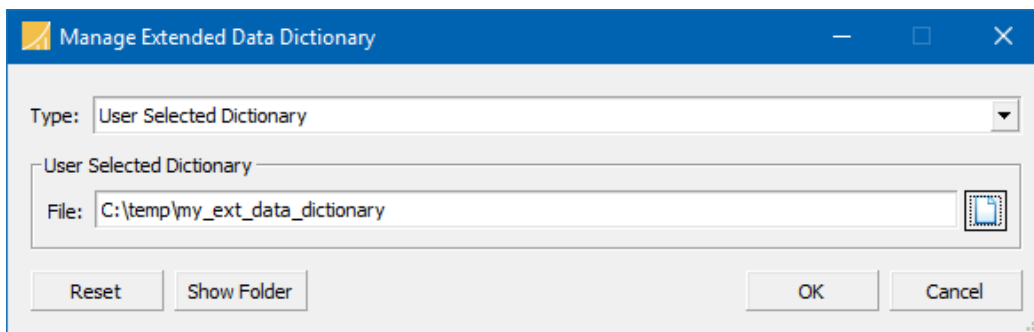 Manage Extended Data Dictionary
Type: User Selected Dictionary
User Selected Dictionary
File: C:\temp\my_ext_data_dictionary
Reset Show Folder OK Cancel